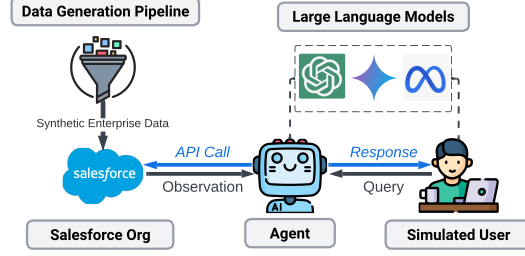 Data Generation Pipeline
Large Language Models
Synthetic Enterprise Data
salesforce
API Call
Response
Observation
Query
AI
Salesforce Org
Agent
Simulated User